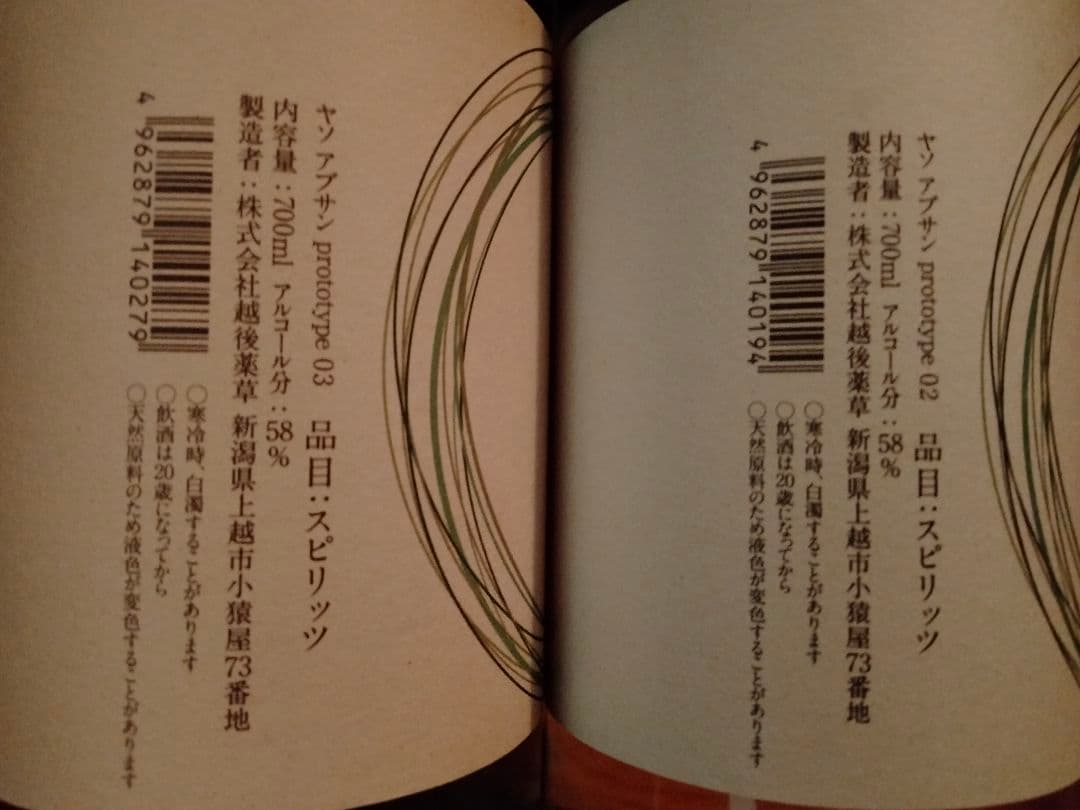 ヤソ アブサン prototype 03　品目：スピリッツ
内容量：700ml アルコール分：58%
製造者：株式会社越後薬草 新潟県上越市小猿屋73番地
4 962879 140279
○寒冷時、白濁することがあります
○飲酒は20歳になってから
○天然原料のため液色が変色することがあります
ヤソ アブサン prototype 02　品目：スピリッツ
内容量：700ml アルコール分：58%
製造者：株式会社越後薬草 新潟県上越市小猿屋73番地
4 962879 140194
○寒冷時、白濁することがあります
○飲酒は20歳になってから
○天然原料のため液色が変色することがあります